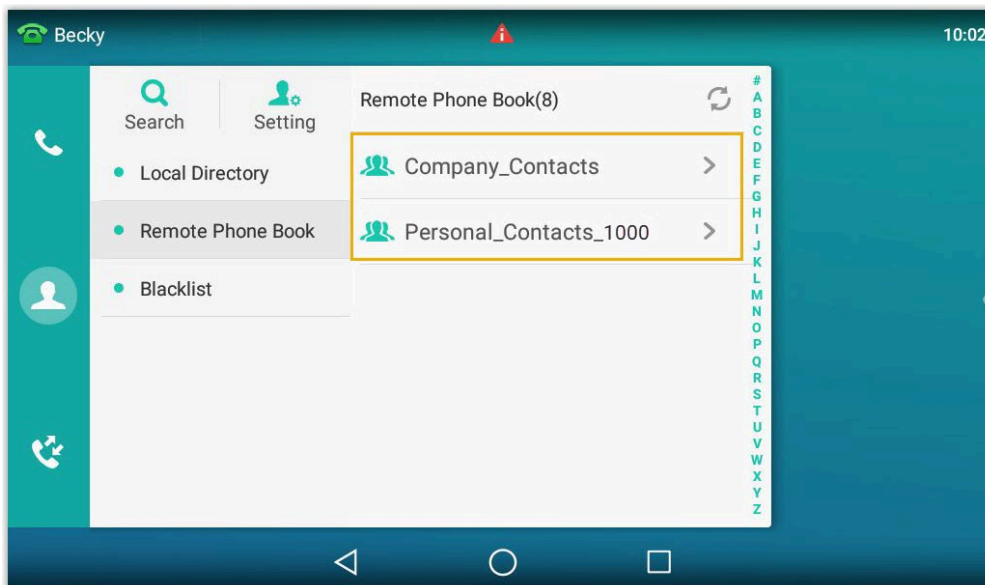 Becky
10:02
Search
Setting
Local Directory
Remote Phone Book
Blacklist
Remote Phone Book(8)
Company_Contacts
Personal_Contacts_1000
#
A
B
C
D
E
F
G
H
I
J
K
L
M
N
O
P
Q
R
S
T
U
V
W
X
Y
Z